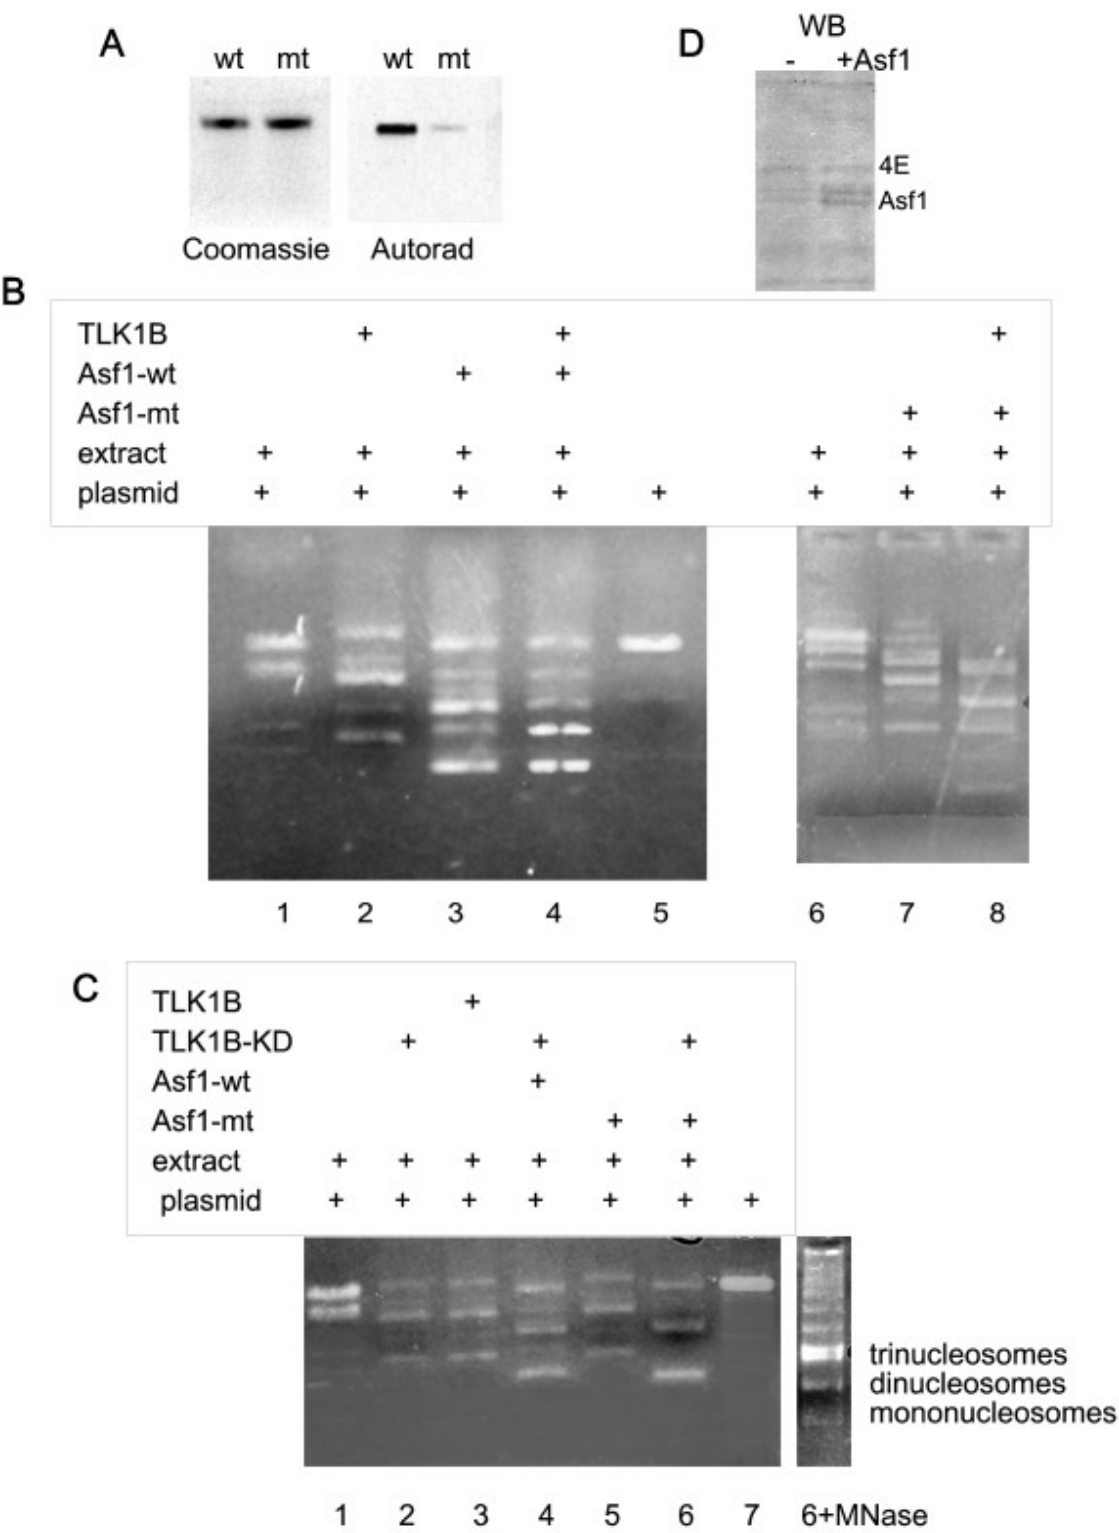 A
wt mt
wt mt
Coomassie
Autorad
D
WB
- +Asf1
4E
Asf1
B
TLK1B + + +
Asf1-wt + +
Asf1-mt + +
extract + + + + + + +
plasmid + + + + + + + +
1 2 3 4 5 6 7 8
C
TLK1B +
TLK1B-KD + + +
Asf1-wt +
Asf1-mt + +
extract + + + + + +
plasmid + + + + + + +
trinucleosomes
dinucleosomes
mononucleosomes
1 2 3 4 5 6 7 6+MNase